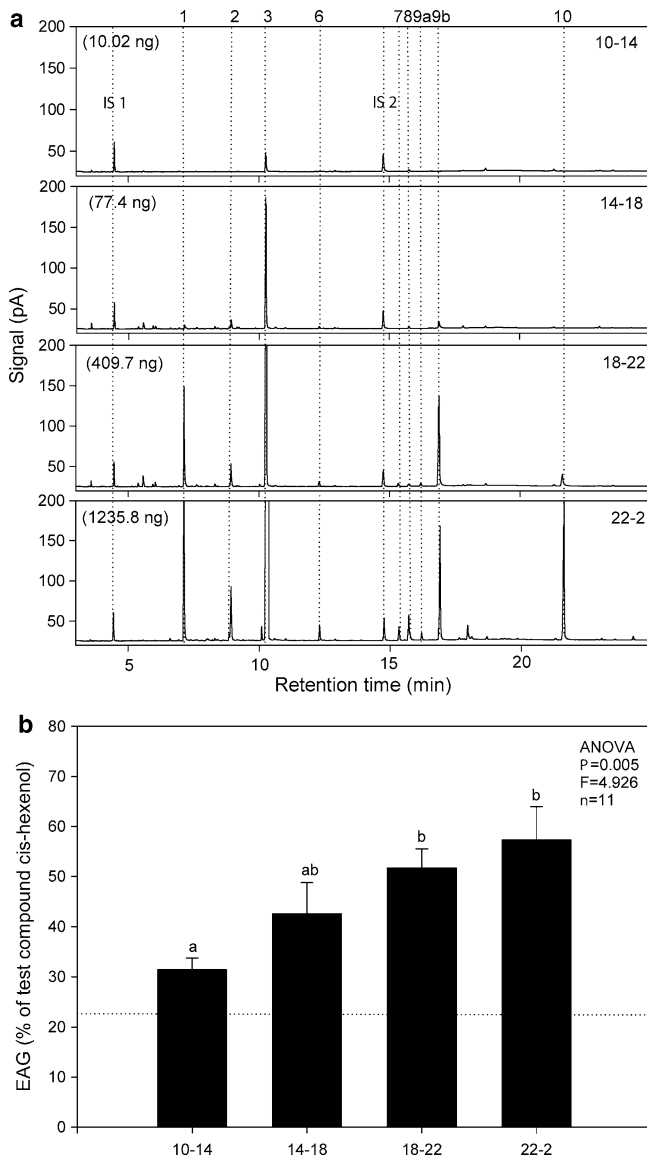 a
1 2 3 6 789a9b 10
200 (10.02 ng) 10-14
150
100 IS 1 IS 2
50
200 (77.4 ng) 14-18
150
100
50
200 (409.7 ng) 18-22
150
100
50
200 (1235.8 ng) 22-2
150
100
50
Signal (pA)
5 10 15 20
Retention time (min)
b
80
70
60
50
40
30
20
10
0
EAG (% of test compound cis-hexenol)
ANOVA
P=0.005
F=4.926
n=11
a ab b b
10-14 14-18 18-22 22-2